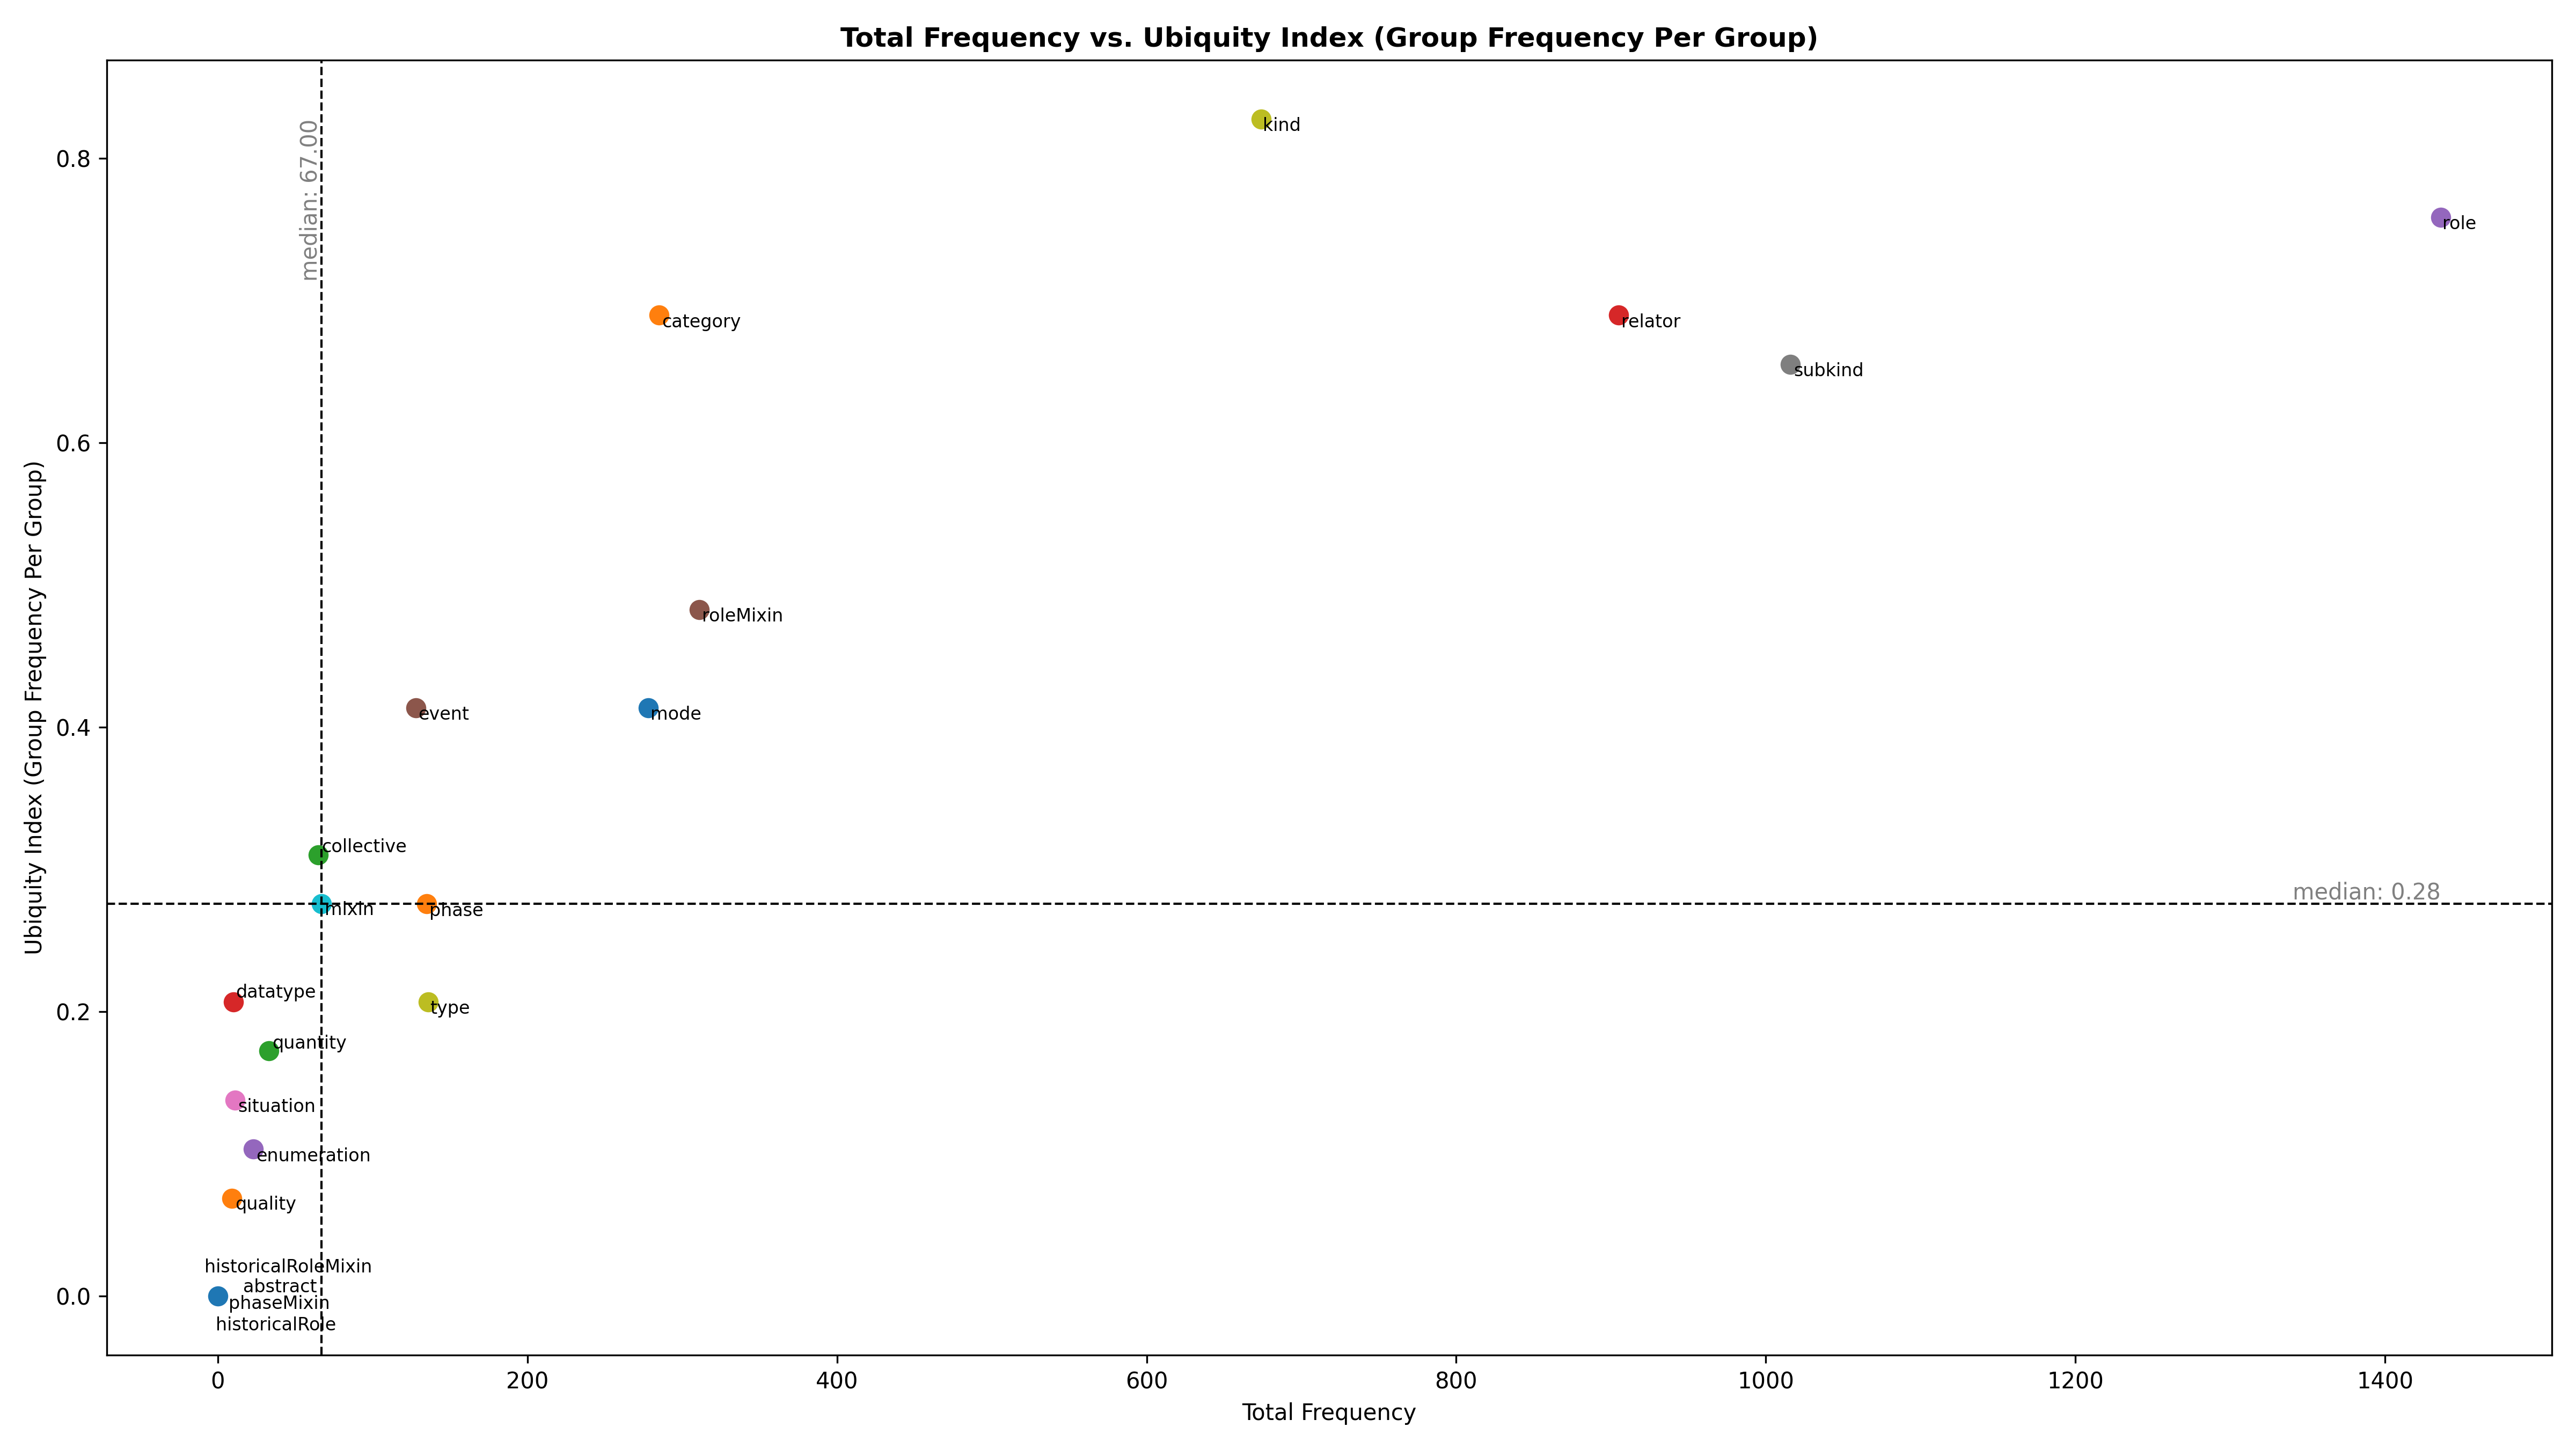 Total Frequency vs. Ubiquity Index (Group Frequency Per Group)
Ubiquity Index (Group Frequency Per Group)
0.8
0.6
0.4
0.2
0.0
median: 67.00
kind
role
category
relator
subkind
roleMixin
event
mode
collective
median: 0.28
mixin
phase
datatype
type
quantity
situation
enumeration
quality
historicalRoleMixin
abstract
phaseMixin
historicalRole
0
200
400
600
800
1000
1200
1400
Total Frequency